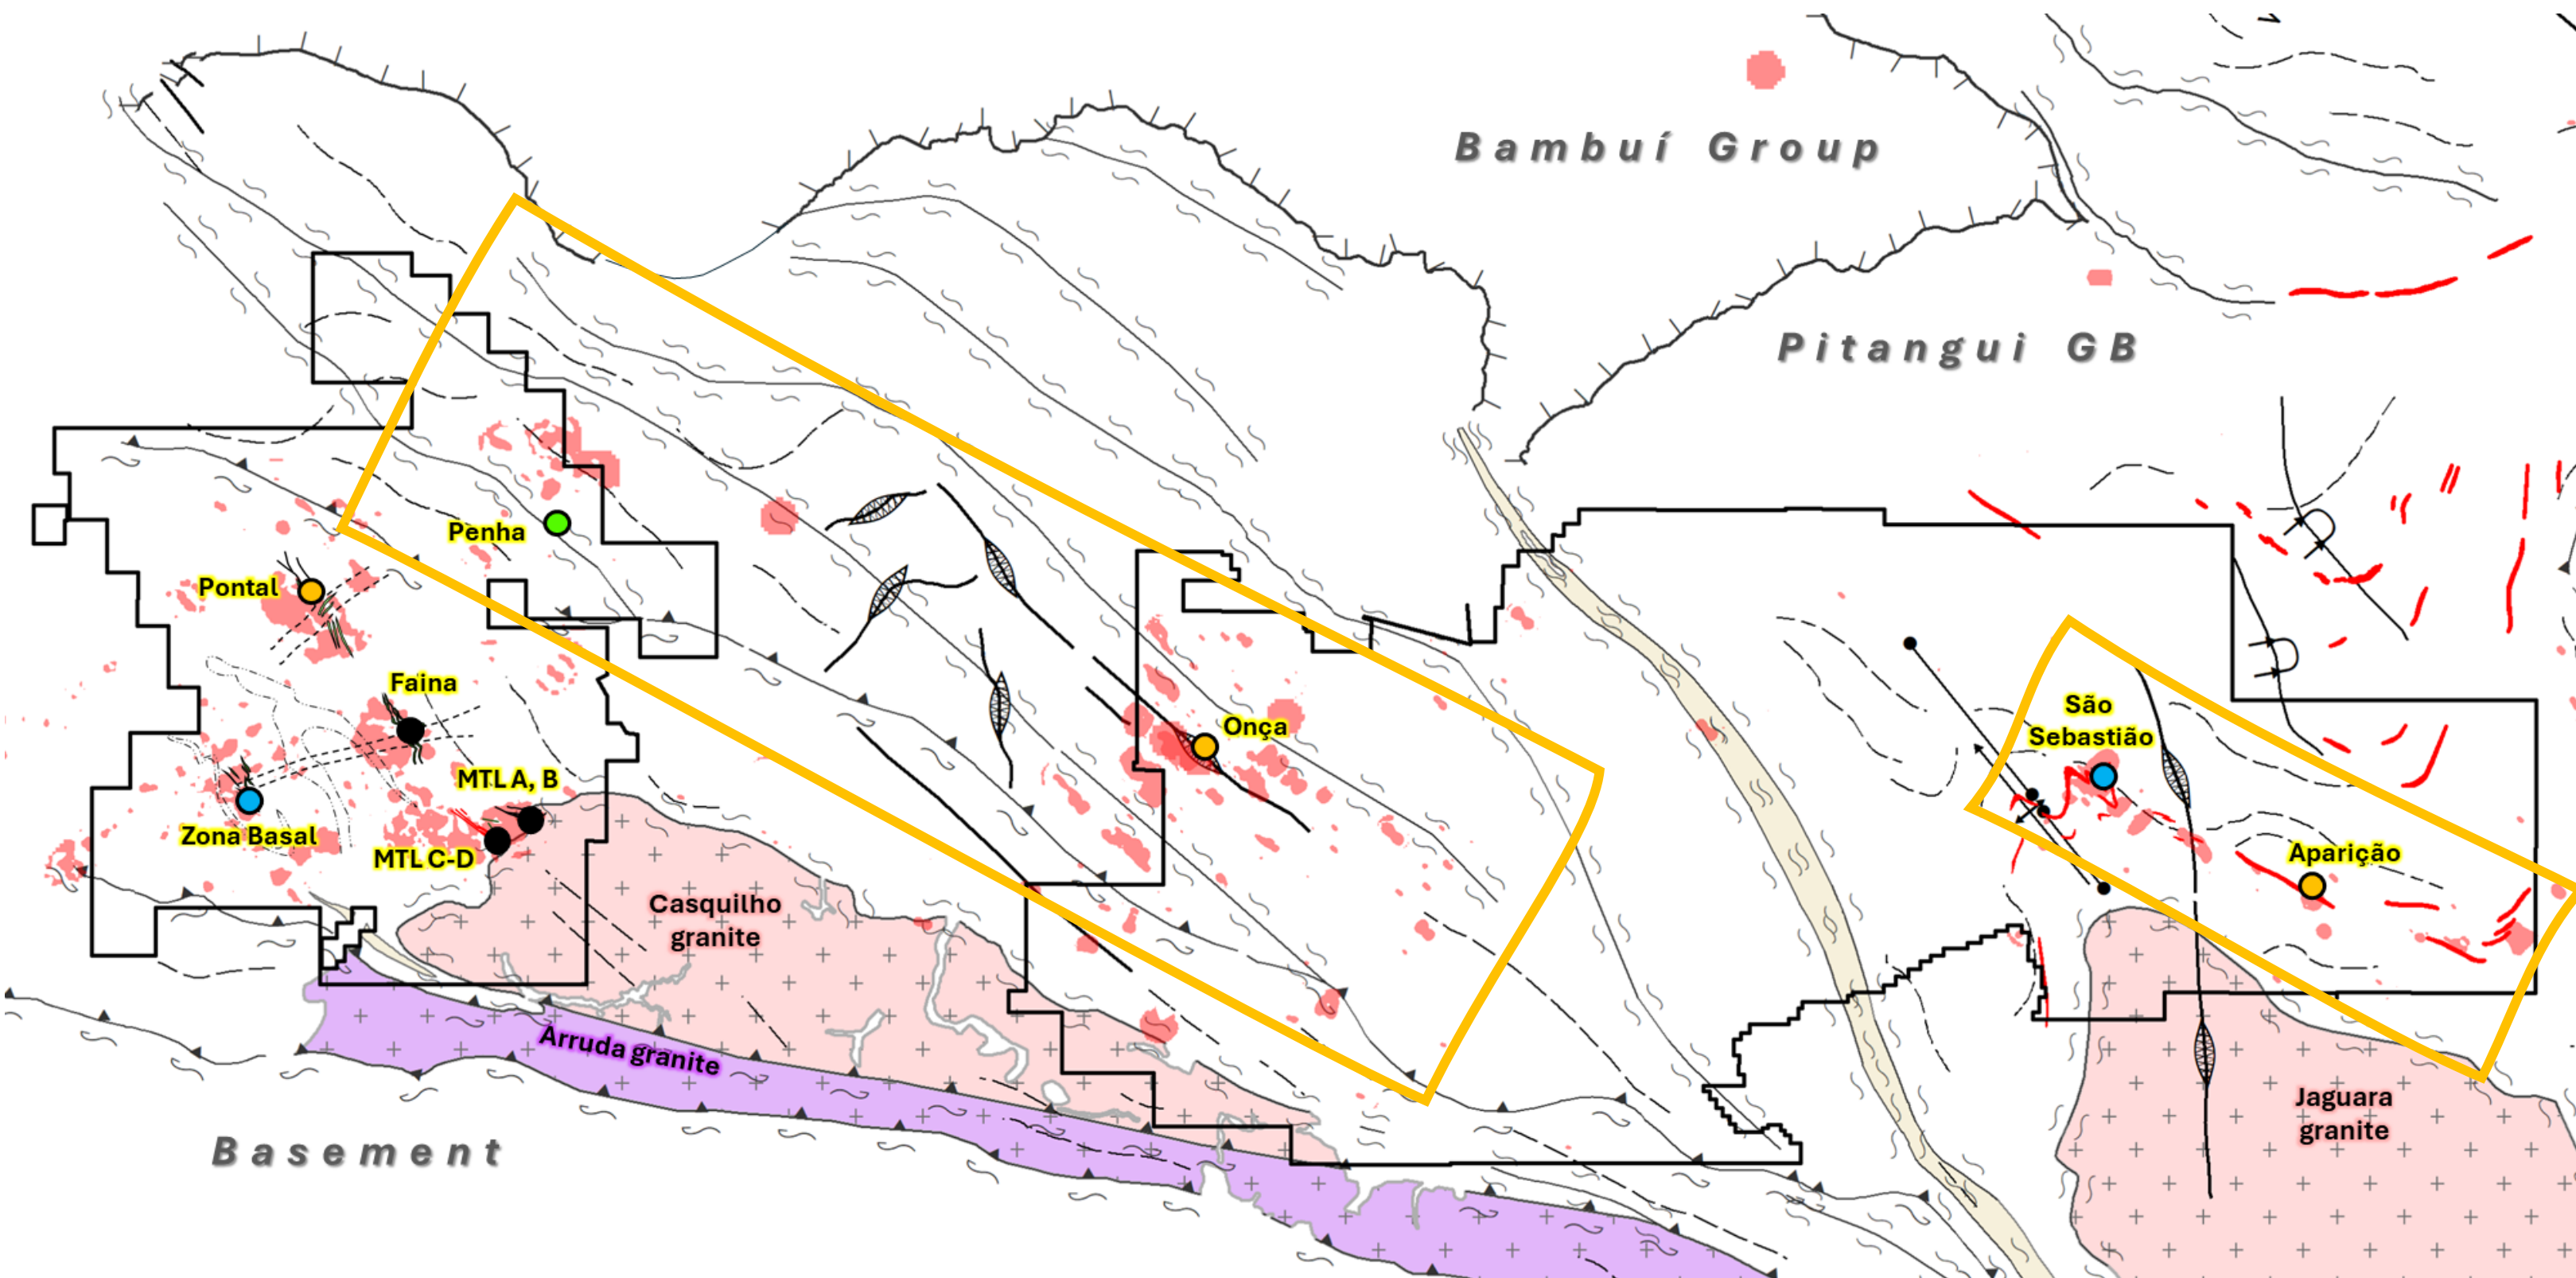 Bambuí Group
Pitangui GB
Penha
Pontal
Faina
Onça
São
Sebastião
MTL A, B
Zona Basal
MTL C-D
Aparição
Casquilho
granite
Arruda granite
Jaguara
granite
Basement